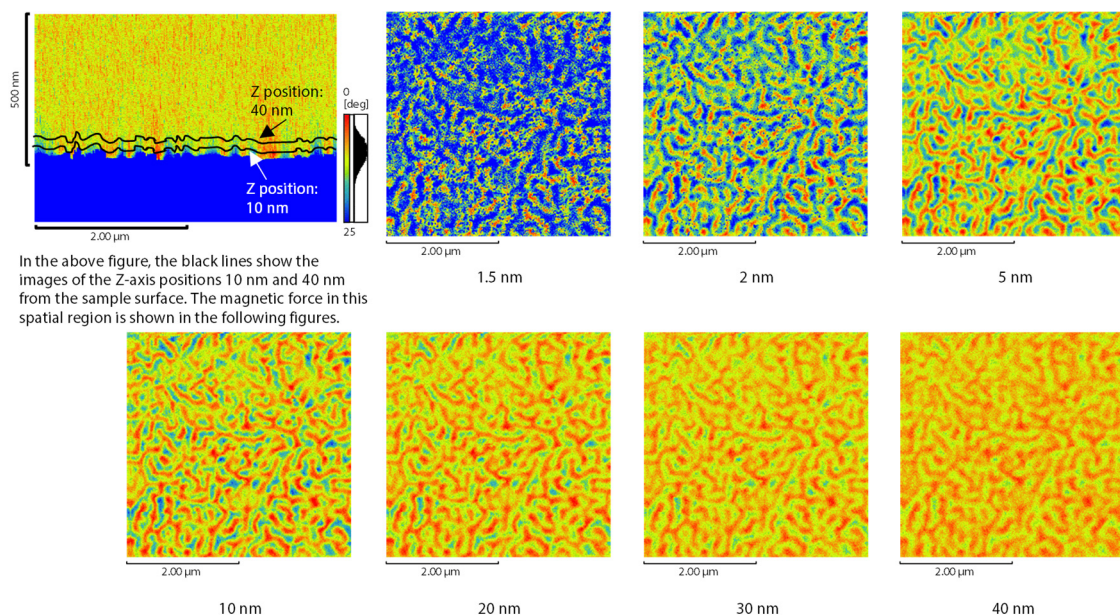 500 nm
Z position:
40 nm
0
[deg]
Z position:
10 nm
25
2.00 µm
In the above figure, the black lines show the
images of the Z-axis positions 10 nm and 40 nm
from the sample surface. The magnetic force in this
spatial region is shown in the following figures.
2.00 µm
1.5 nm
2.00 µm
2 nm
2.00 µm
5 nm
2.00 µm
10 nm
2.00 µm
20 nm
2.00 µm
30 nm
2.00 µm
40 nm